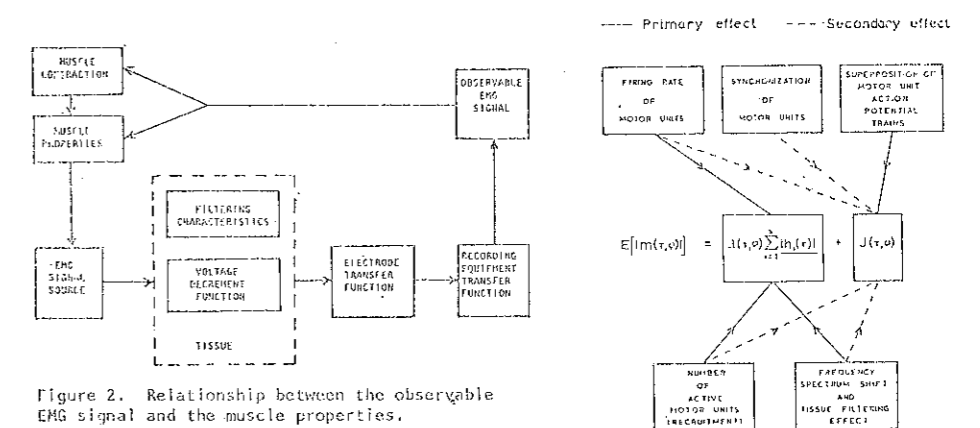 Primary effect
Secondary effect
MUSCLE
CONTRACTION
MUSCLE
PROPERTIES
EMG
SIGNAL
SOURCE
FILTERING
CHARACTERISTICS
VOLTAGE
DECREMENT
FUNCTION
TISSUE
ELECTRODE
TRANSFER
FUNCTION
RECORDING
EQUIPMENT
TRANSFER
FUNCTION
OBSERVABLE
EMG
SIGNAL
Figure 2. Relationship between the observable
EMG signal and the muscle properties.
FIRING RATE
OF
MOTOR UNITS
SYNCHRONIZATION
OF
MOTOR UNITS
SUPERPOSITION OF
MOTOR UNIT
ACTION
POTENTIAL
TRAINS
E[|m(τ,σ)|] = + J(τ,σ)
NUMBER
OF
ACTIVE
MOTOR UNITS
(RECRUITMENT)
FREQUENCY
SPECTRUM SHIFT
AND
TISSUE FILTERING
EFFECT